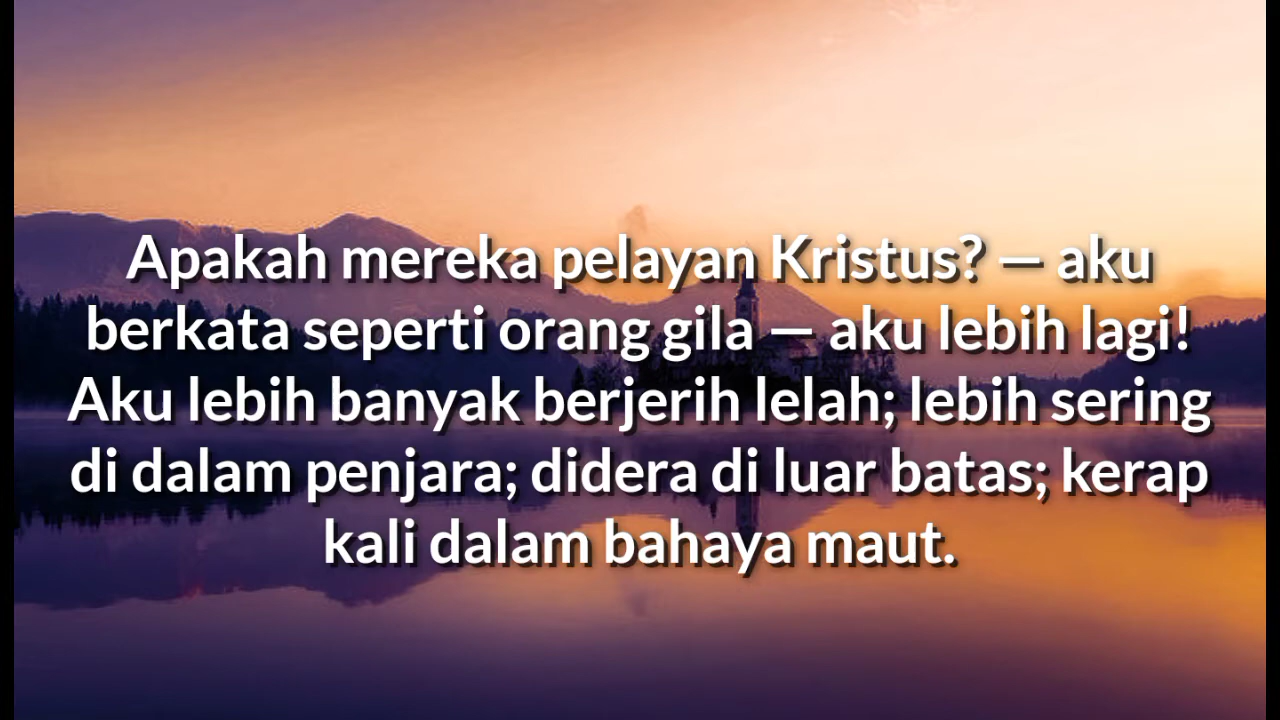 Apakah mereka pelayan Kristus? — aku
berkata seperti orang gila — aku lebih lagi!
Aku lebih banyak berjerih lelah; lebih sering
di dalam penjara; didera di luar batas; kerap
kali dalam bahaya maut.